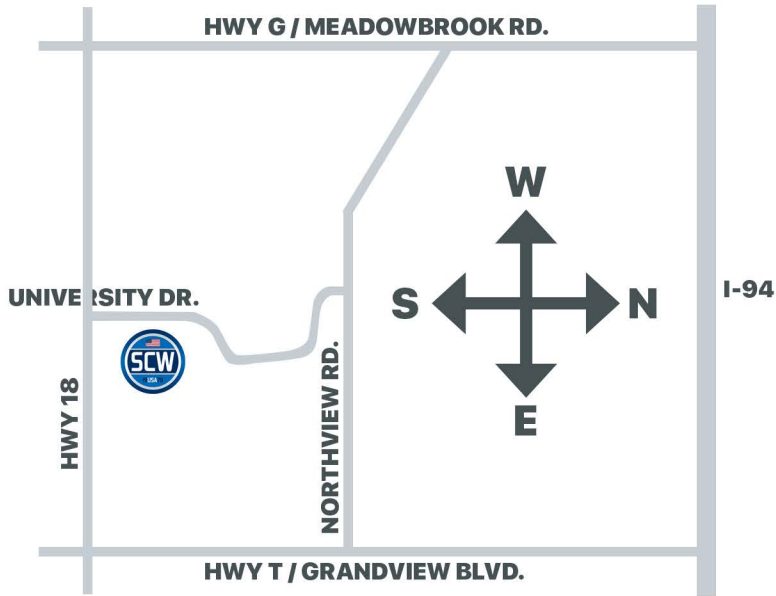 HWY G / MEADOWBROOK RD.
W
S
N
E
I-94
UNIVERSITY DR.
SCW
USA
HWY 18
NORTHVIEW RD.
HWY T / GRANDVIEW BLVD.